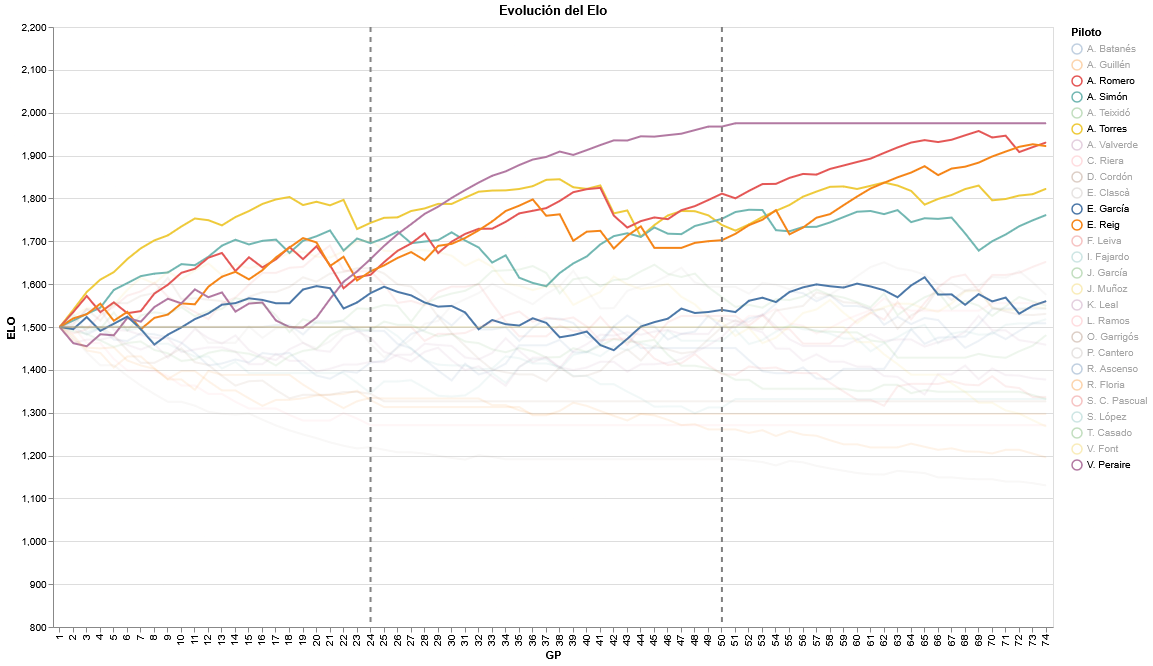 Evolución del Elo
2,200
2,100
2,000
1,900
1,800
1,700
1,600
1,500
1,400
1,300
1,200
1,100
1,000
900
800
ELO
1 2 3 4 5 6 7 8 9 10 11 12 13 14 15 16 17 18 19 20 21 22 23 24 25 26 27 28 29 30 31 32 33 34 35 36 37 38 39 40 41 42 43 44 45 46 47 48 49 50 51 52 53 54 55 56 57 58 59 60 61 62 63 64 65 66 67 68 69 70 71 72 73 74
GP
Piloto
A. Batanés
A. Guillén
A. Romero
A. Simón
A. Teixidó
A. Torres
A. Valverde
C. Riera
D. Cordón
E. Clascà
E. García
E. Reig
F. Leiva
I. Fajardo
J. García
J. Muñoz
K. Leal
L. Ramos
O. Garrigós
P. Cantero
R. Ascenso
R. Floria
S. C. Pascual
S. López
T. Casado
V. Font
V. Peraire